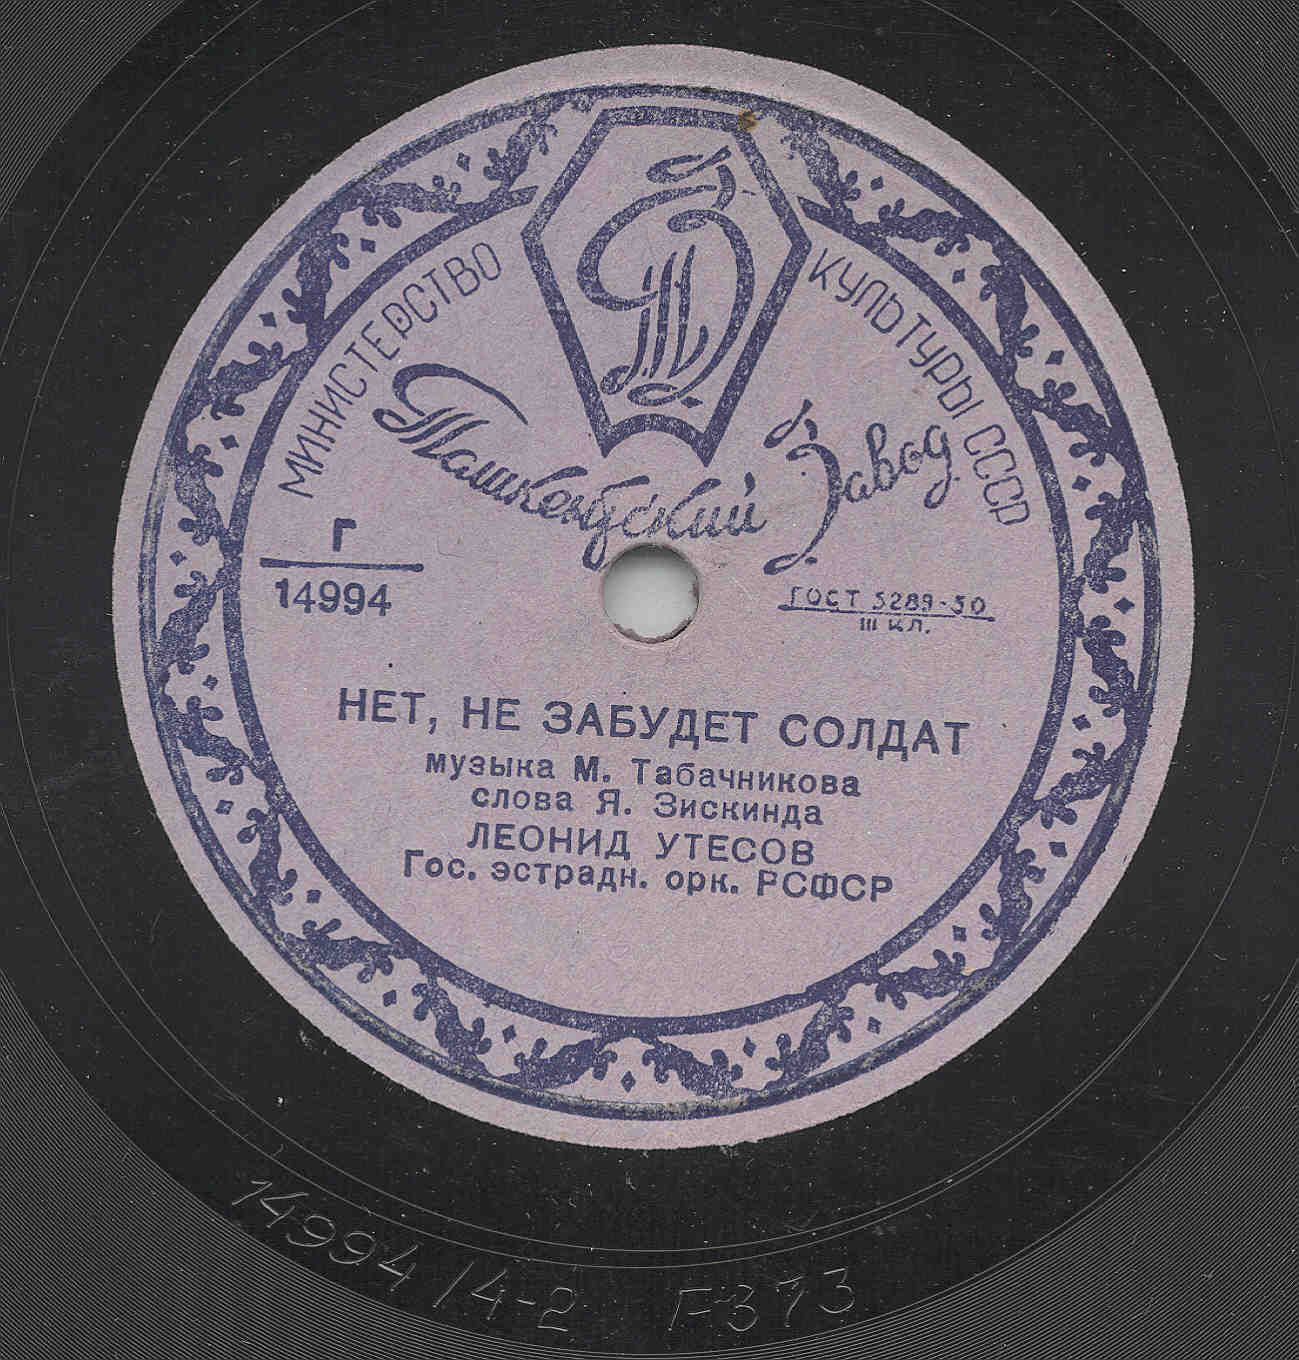 МИНИСТЕРСТВО КУЛЬТУРЫ СССР
Ташкентский Завод
Г
14994
ГОСТ 5289-50
III КЛ.
НЕТ, НЕ ЗАБУДЕТ СОЛДАТ
музыка М. Табачникова
слова Я. Зискинда
ЛЕОНИД УТЕСОВ
Гос. эстрадн. орк. РСФСР
14994/4-2 Г373